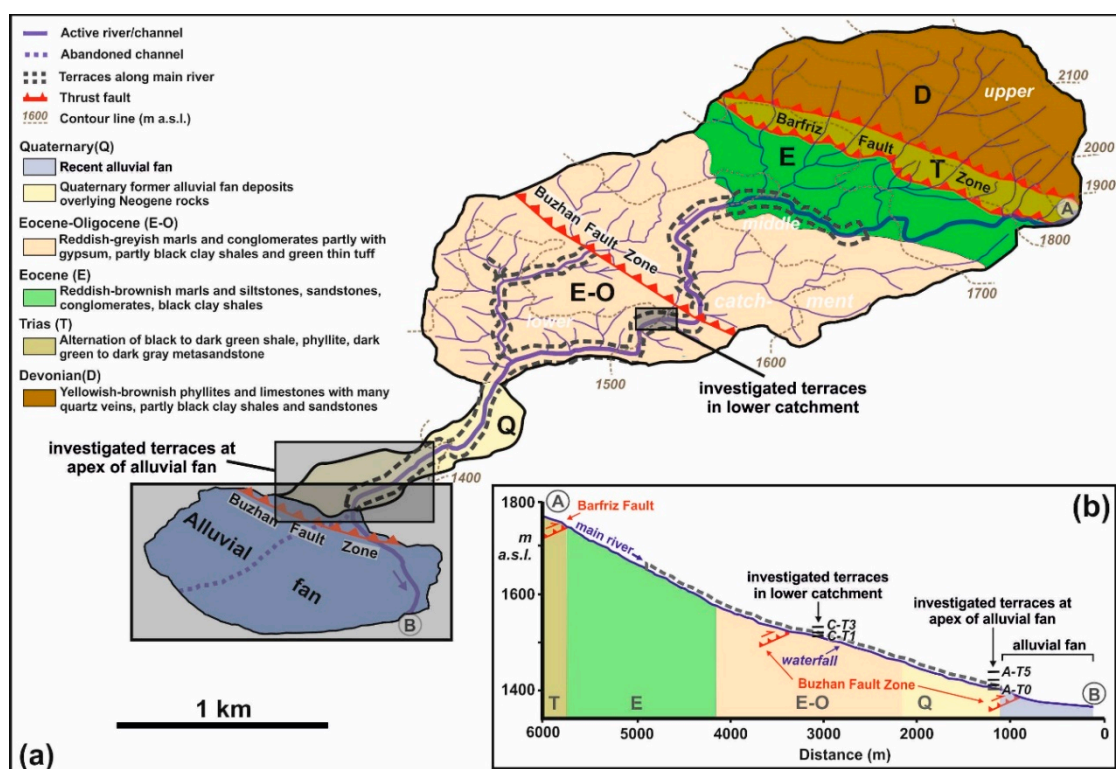 Active river/channel
Abandoned channel
Terraces along main river
Thrust fault
1600 Contour line (m a.s.l.)
Quaternary(Q)
Recent alluvial fan
Quaternary former alluvial fan deposits
overlying Neogene rocks
Eocene-Oligocene (E-O)
Reddish-greyish marls and conglomerates partly with
gypsum, partly black clay shales and green thin tuff
Eocene (E)
Reddish-brownish marls and siltstones, sandstones,
conglomerates, black clay shales
Trias (T)
Alternation of black to dark green shale, phyllite, dark
green to dark gray metasandstone
Devonian(D)
Yellowish-brownish phyllites and limestones with many
quartz veins, partly black clay shales and sandstones
D
upper
2100
2000
1900
1800
1700
1600
1500
1400
Barfriz Fault Zone
E
T
A
middle
Buzhan Fault Zone
E-O
lower
catch- ment
investigated terraces
in lower catchment
Q
investigated terraces at
apex of alluvial fan
Buzhan Fault Zone
Alluvial
fan
B
1 km
(a)
(b)
1800
m
a.s.l.
1600
1400
A
Barfriz Fault
main river
investigated terraces
in lower catchment
C-T3
C-T1
waterfall
investigated terraces at
apex of alluvial fan
alluvial fan
A-T5
A-T0
Buzhan Fault Zone
B
T
E
E-O
Q
6000
5000
4000
3000
2000
1000
0
Distance (m)